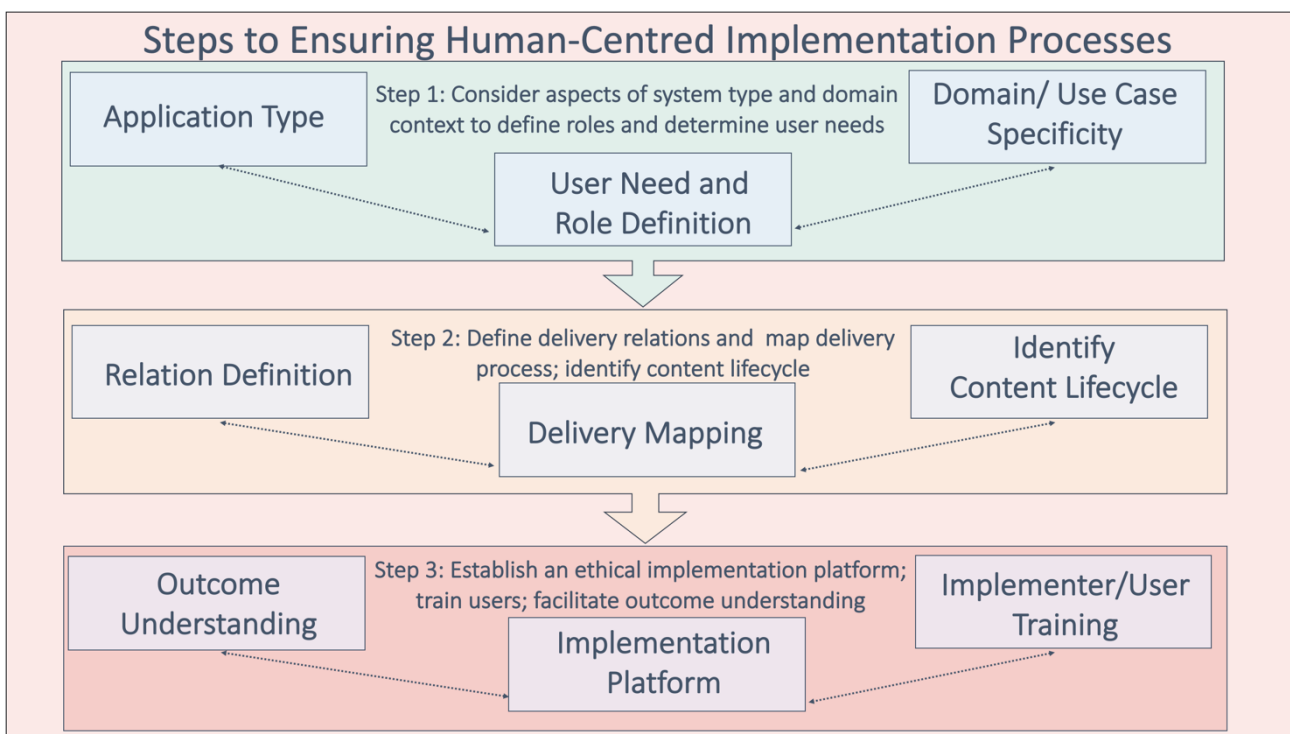 Steps to Ensuring Human-Centred Implementation Processes
Application Type
Step 1: Consider aspects of system type and domain
context to define roles and determine user needs
Domain/ Use Case
Specificity
User Need and
Role Definition
Relation Definition
Step 2: Define delivery relations and map delivery
process; identify content lifecycle
Identify
Content Lifecycle
Delivery Mapping
Outcome
Understanding
Step 3: Establish an ethical implementation platform;
train users; facilitate outcome understanding
Implementer/User
Training
Implementation
Platform